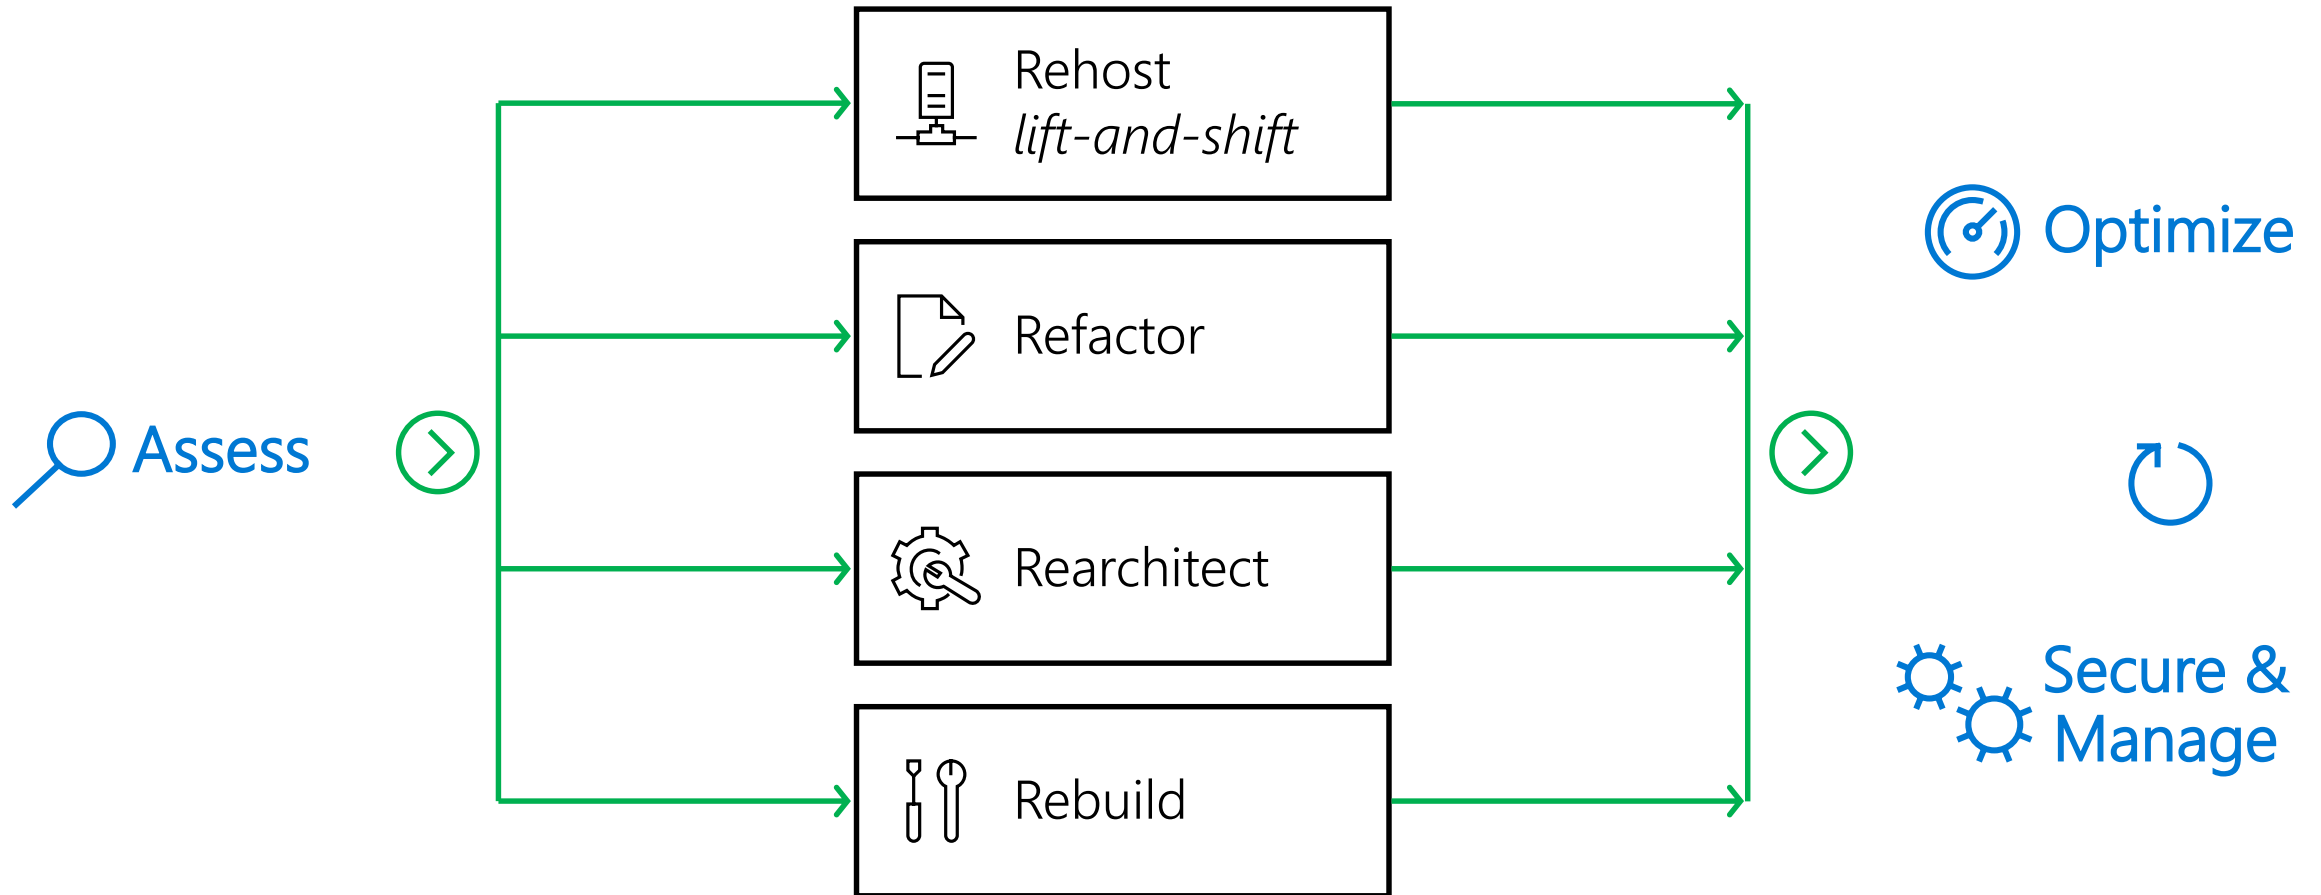 Assess
Rehost
lift-and-shift
Refactor
Rearchitect
Rebuild
Optimize
Secure &
Manage